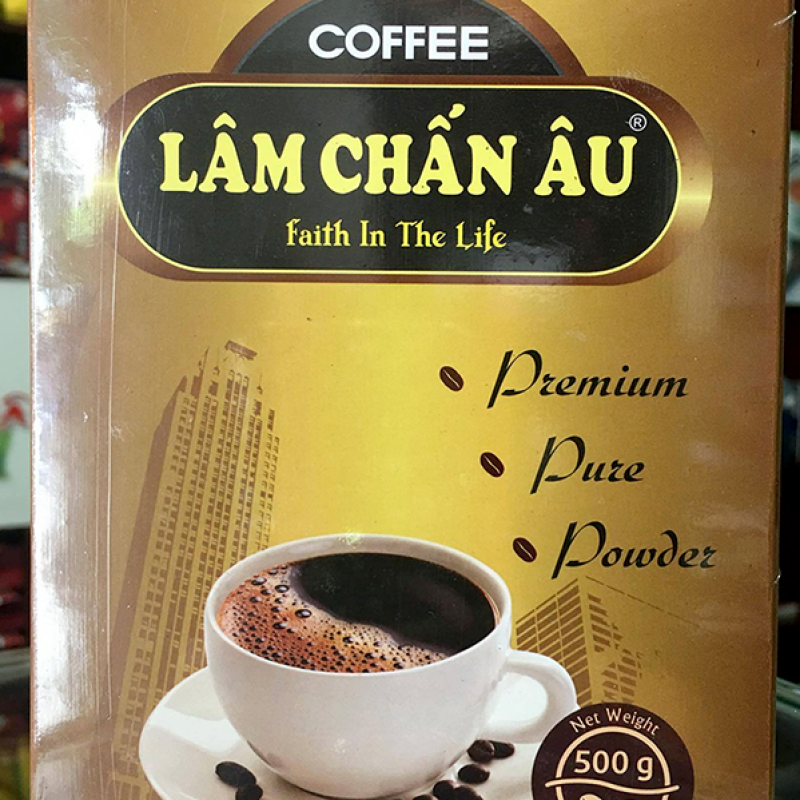 COFFEE
LÂM CHẤN ÂU®
Faith In The Life
Premium
Pure
Powder
Net Weight
500 g